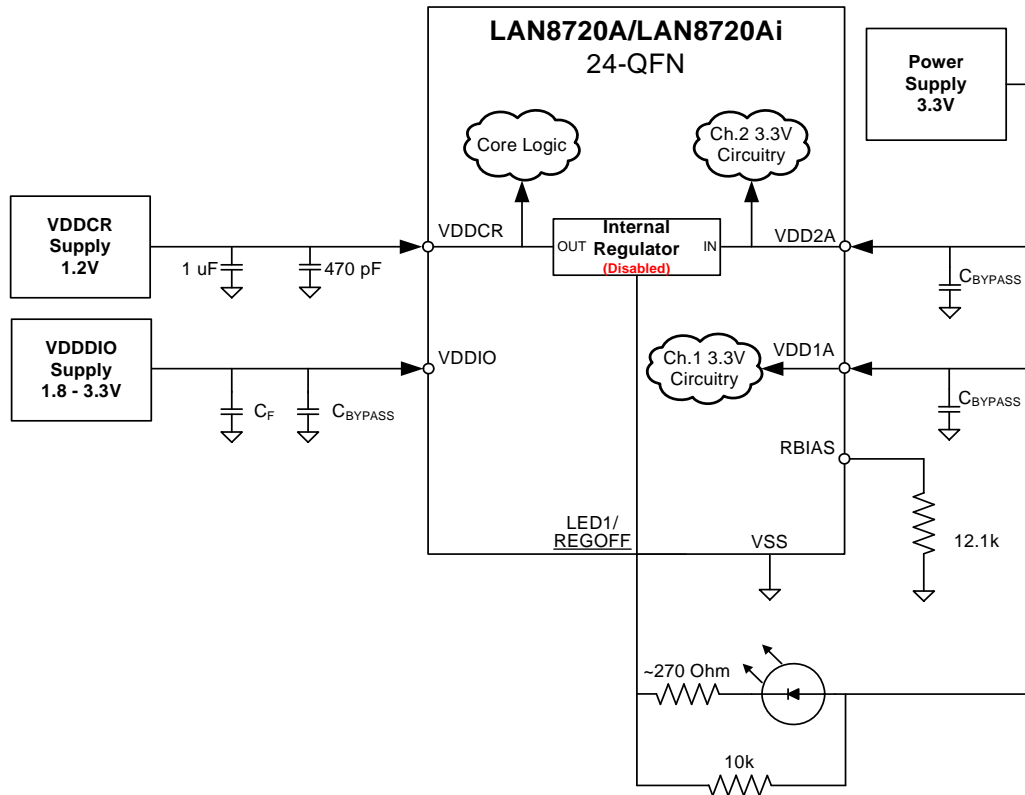 LAN8720A/LAN8720Ai
24-QFN
Power
Supply
3.3V
Core Logic
Ch.2 3.3V
Circuitry
VDDCR
Supply
1.2V
VDDCR
OUT
Internal
Regulator
(Disabled)
IN
VDD2A
1 uF
470 pF
CBYPASS
VDDDIO
Supply
1.8 - 3.3V
VDDIO
Ch.1 3.3V
Circuitry
VDD1A
CF
CBYPASS
CBYPASS
RBIAS
12.1k
LED1/
REGOFF
VSS
~270 Ohm
10k